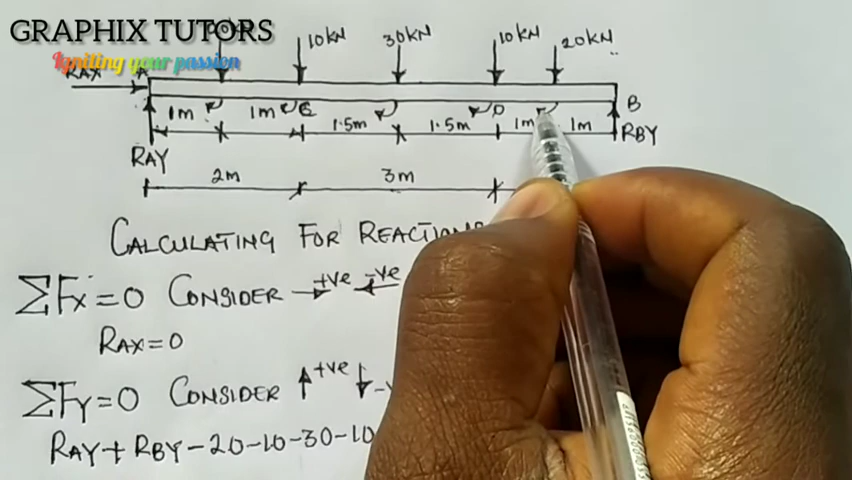 GRAPHIX TUTORS
Igniting your passion
10KN 30KN 10KN 20KN
RAX A
1m 1m C 1.5m 1.5m D 1m 1m B
RAY RBY
2m 3m
CALCULATING FOR REACTIONS
ΣFx=0 CONSIDER → +ve ← -ve
RAX=0
ΣFy=0 CONSIDER ↑ +ve ↓ -v
RAY + RBY - 20 - 10 - 30 - 10